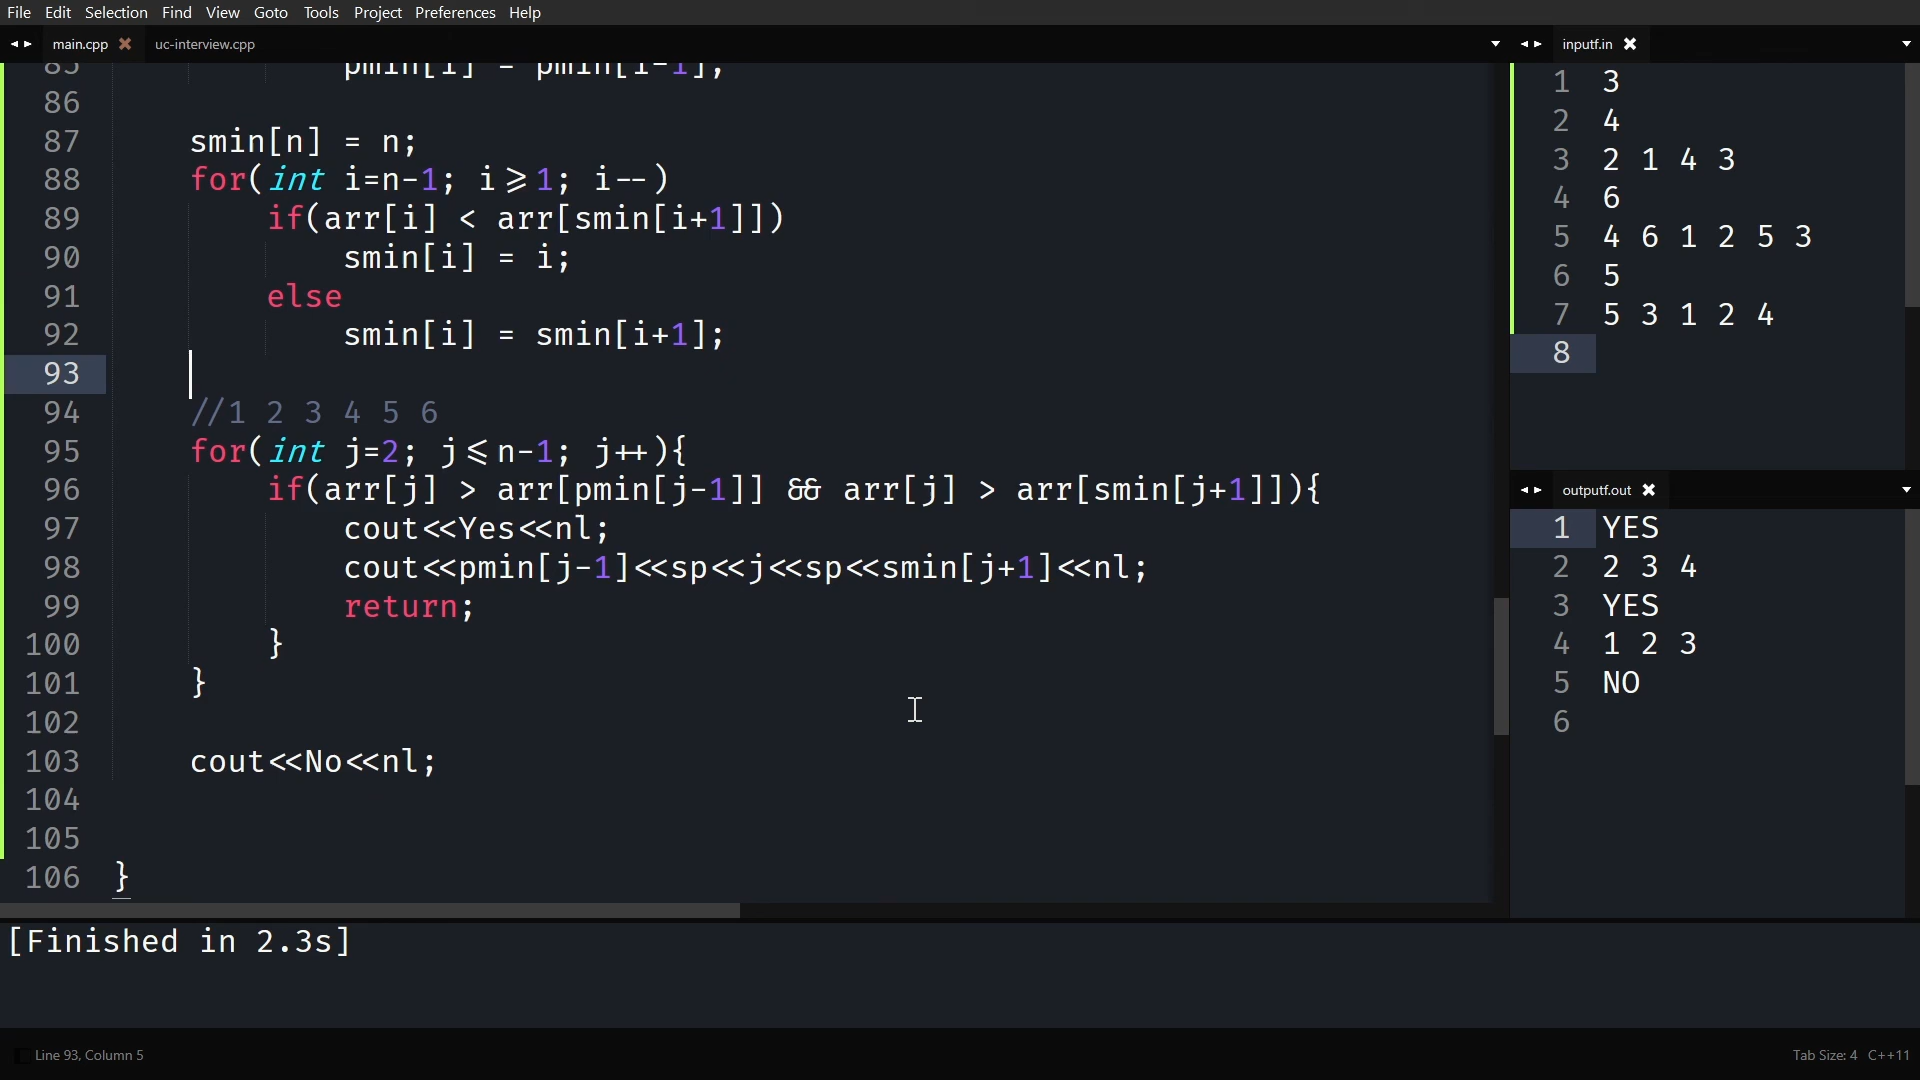 File Edit Selection Find View Goto Tools Project Preferences Help
main.cpp uc-interview.cpp
85 pmin[i] = pmin[i-1];
86
87 smin[n] = n;
88 for(int i=n-1; i>=1; i--)
89 if(arr[i] < arr[smin[i+1]])
90 smin[i] = i;
91 else
92 smin[i] = smin[i+1];
93
94 //1 2 3 4 5 6
95 for(int j=2; j<=n-1; j++){
96 if(arr[j] > arr[pmin[j-1]] && arr[j] > arr[smin[j+1]]){
97 cout<<Yes<<nl;
98 cout<<pmin[j-1]<<sp<<j<<sp<<smin[j+1]<<nl;
99 return;
100 }
101 }
102
103 cout<<No<<nl;
104
105
106 }
inputf.in
1 3
2 4
3 2 1 4 3
4 6
5 4 6 1 2 5 3
6 5
7 5 3 1 2 4
8
outputf.out
1 YES
2 2 3 4
3 YES
4 1 2 3
5 NO
6
[Finished in 2.3s]
Line 93, Column 5
Tab Size: 4 C++11